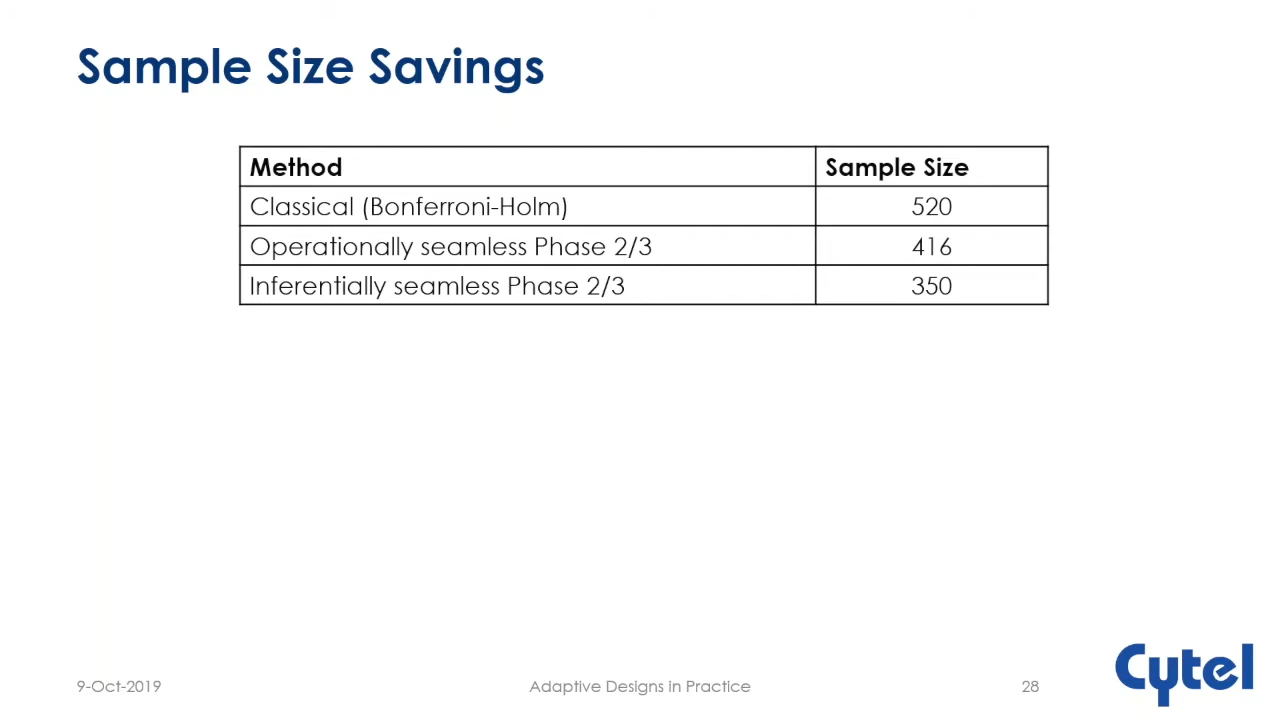 Sample Size Savings
Method Sample Size
Classical (Bonferroni-Holm) 520
Operationally seamless Phase 2/3 416
Inferentially seamless Phase 2/3 350
9-Oct-2019 Adaptive Designs in Practice 28
Cytel